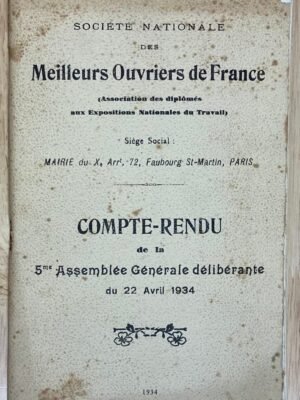 SOCIÉTÉ NATIONALE
DES
Meilleurs Ouvriers de France
(Association des diplômés
aux Expositions Nationales du Travail)
Siège Social :
MAIRIE du X, Arrt, 72, Faubourg St-Martin, PARIS
COMPTE-RENDU
de la
5me Assemblée Générale délibérante
du 22 Avril 1934
1934